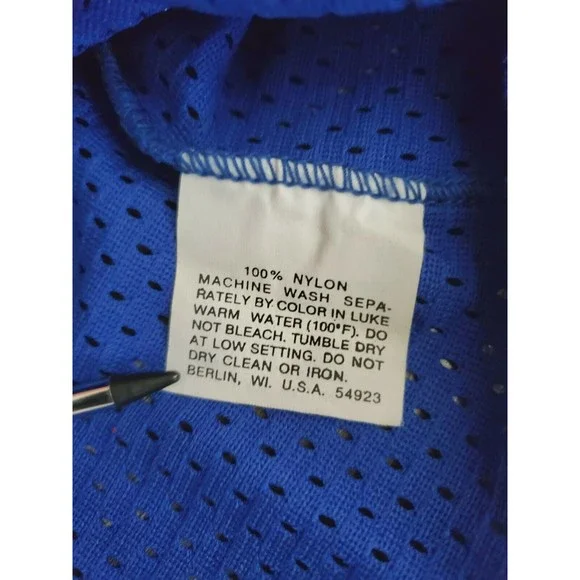 100% NYLON
MACHINE WASH SEPA-
RATELY BY COLOR IN LUKE
WARM WATER (100°F). DO
NOT BLEACH. TUMBLE DRY
AT LOW SETTING. DO NOT
DRY CLEAN OR IRON.
BERLIN, WI. U.S.A. 54923